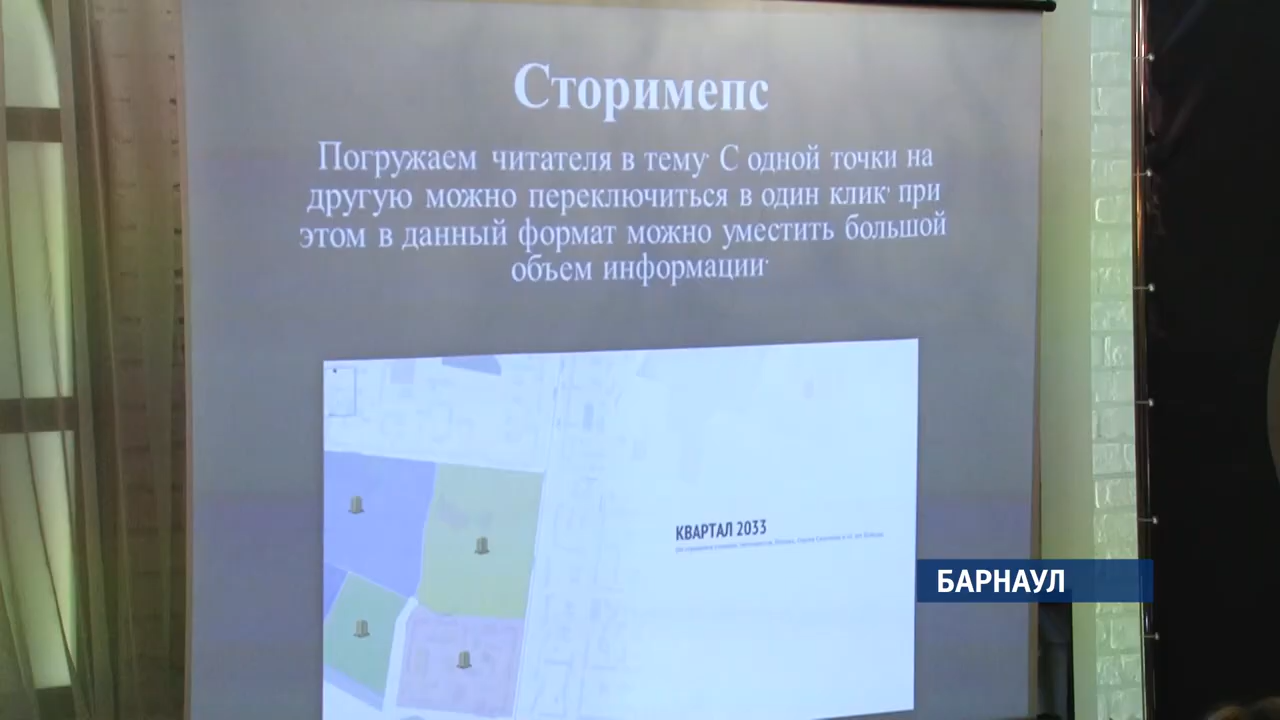 Сторимепс
Погружаем читателя в тему. С одной точки на
другую можно переключиться в один клик, при
этом в данный формат можно уместить большой
объем информации.
КВАРТАЛ 2033
БАРНАУЛ